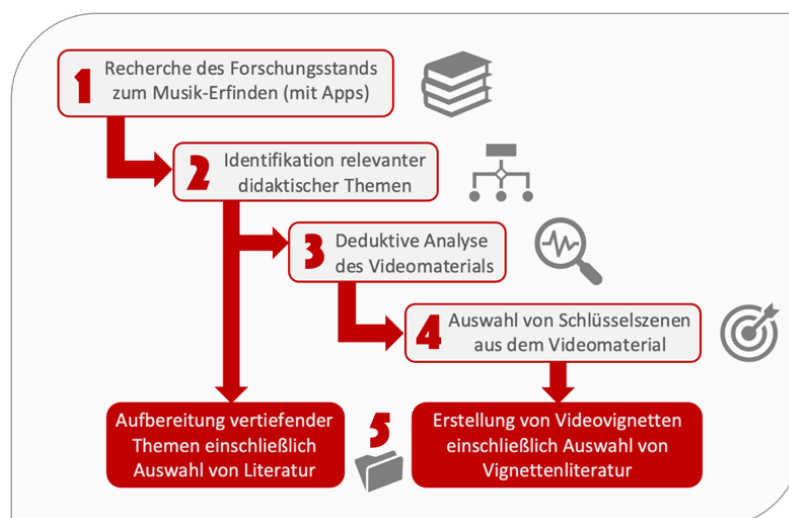 1 Recherche des Forschungsstands
zum Musik-Erfinden (mit Apps)
2 Identifikation relevanter
didaktischer Themen
3 Deduktive Analyse
des Videomaterials
4 Auswahl von Schlüsselszenen
aus dem Videomaterial
5
Aufbereitung vertiefender
Themen einschließlich
Auswahl von Literatur
Erstellung von Videovignetten
einschließlich Auswahl von
Vignettenliteratur